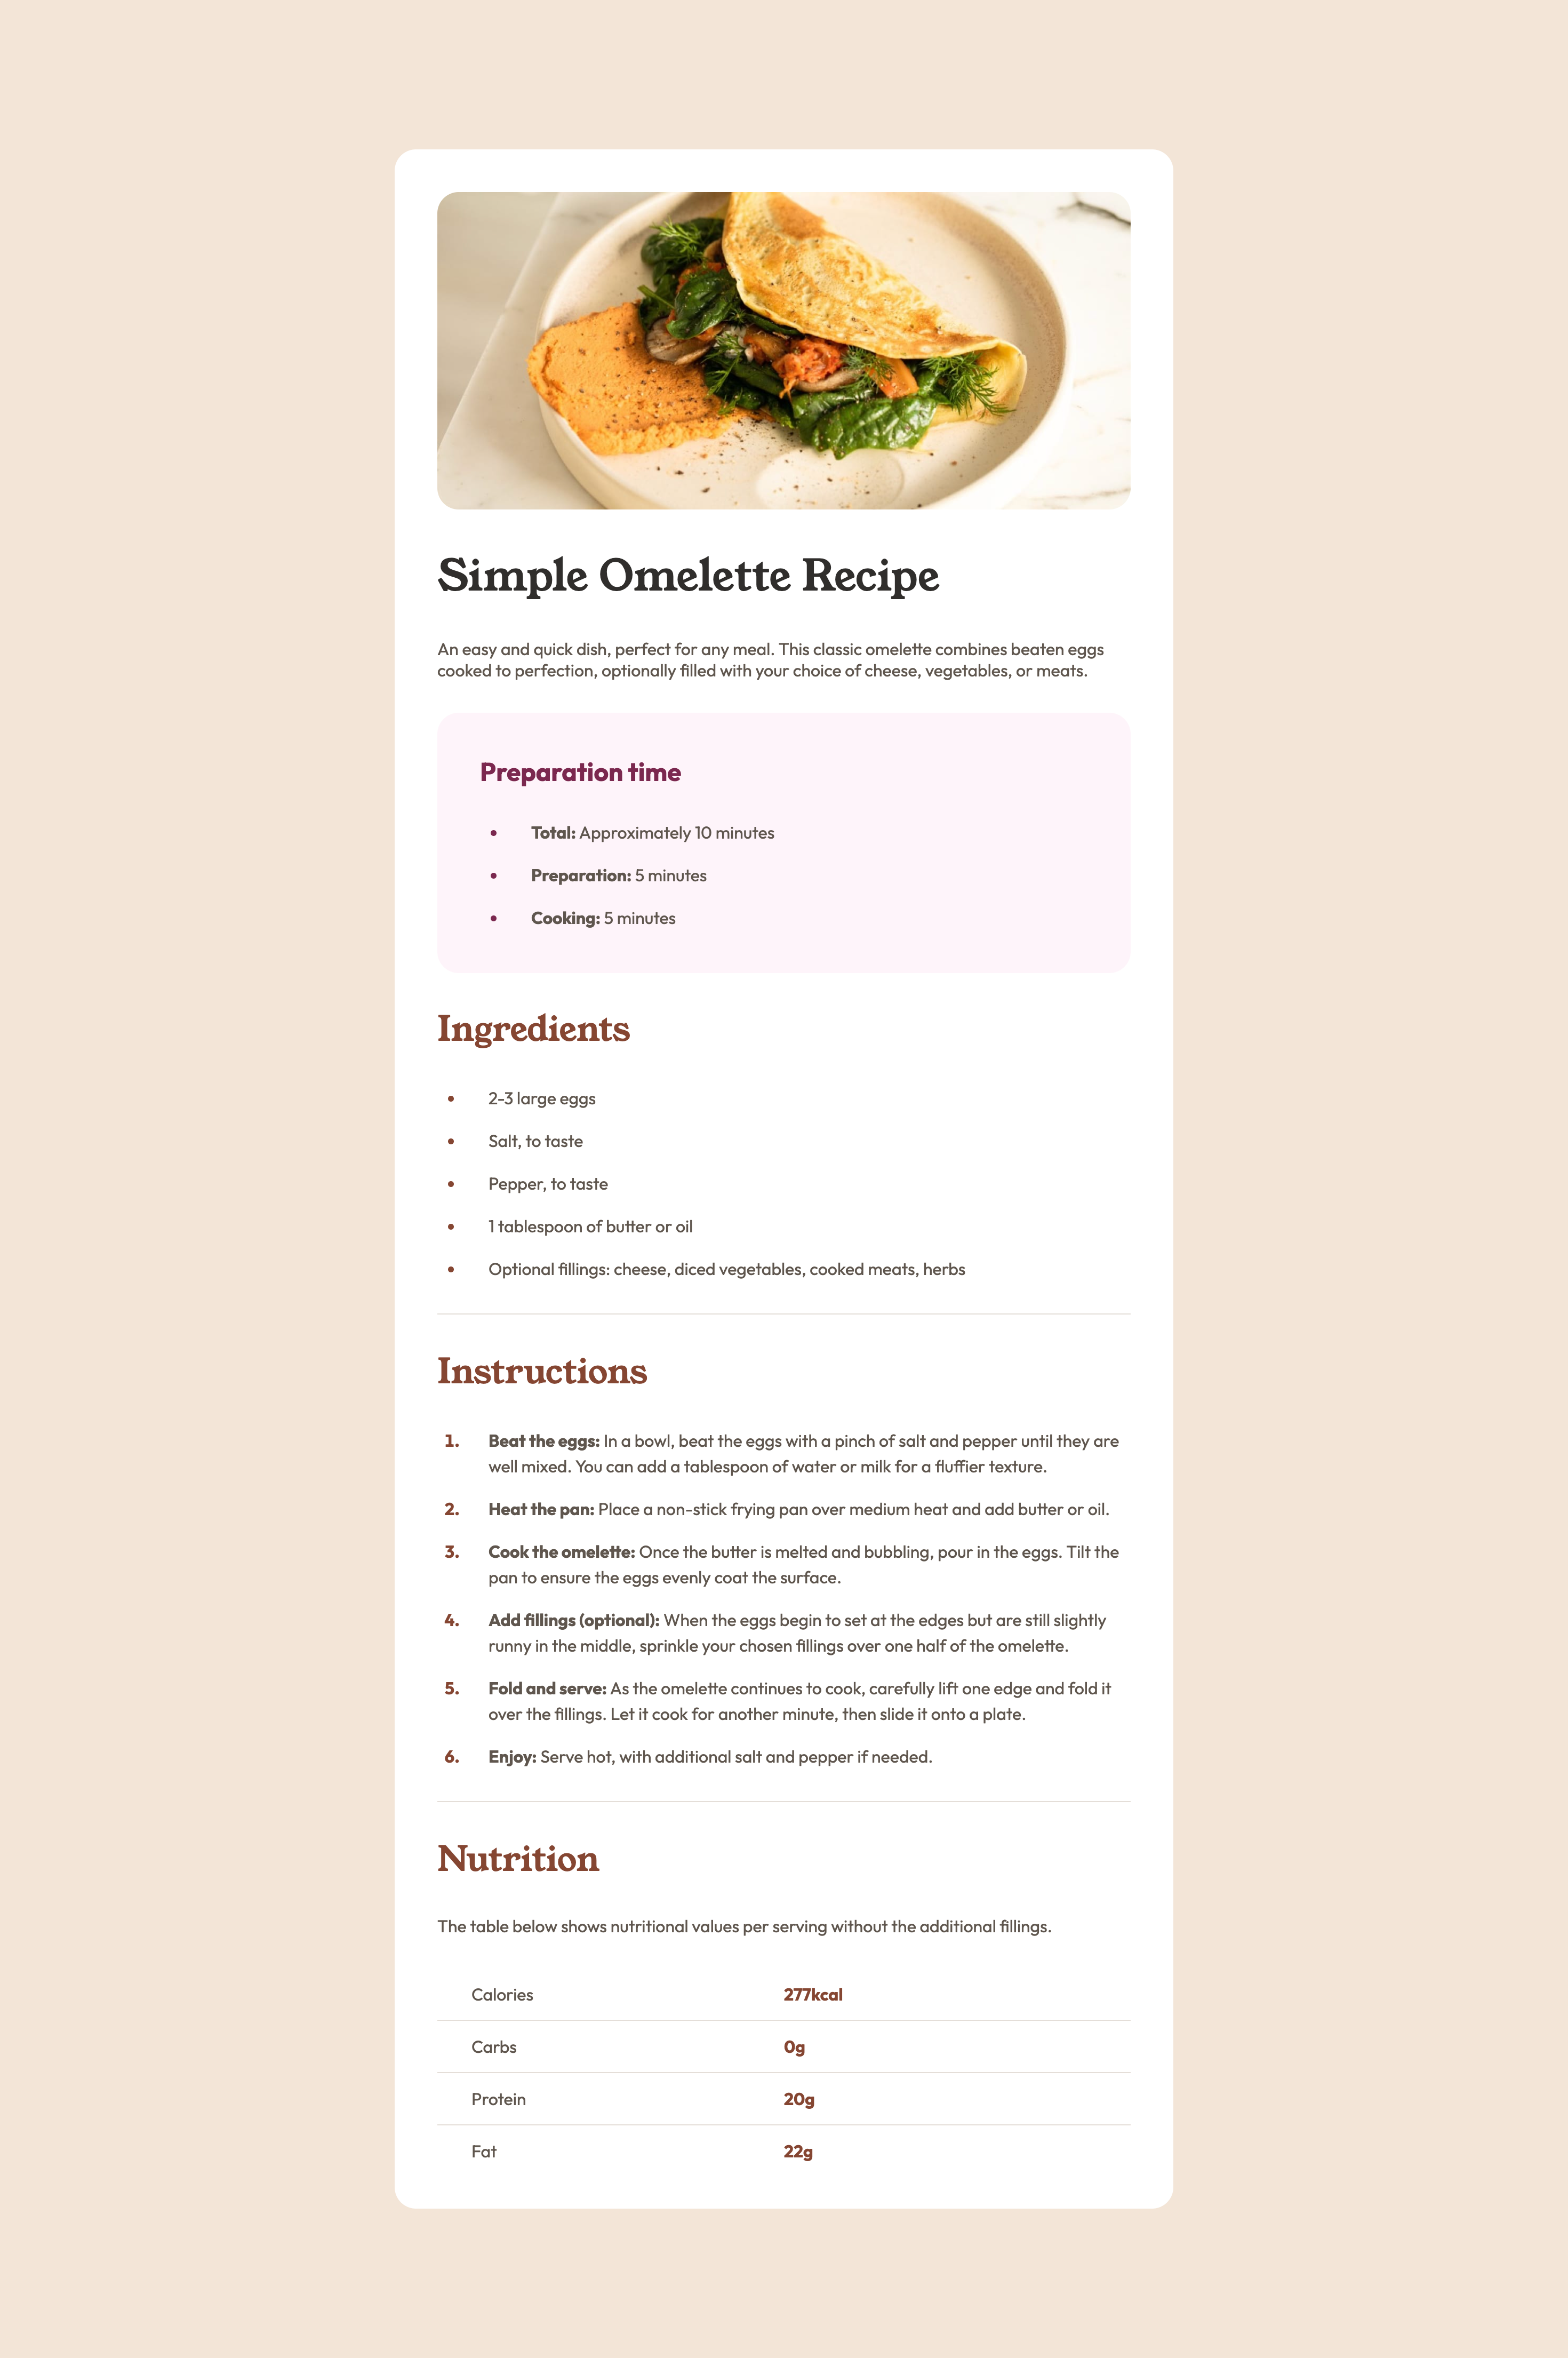 Simple Omelette Recipe
An easy and quick dish, perfect for any meal. This classic omelette combines beaten eggs
cooked to perfection, optionally filled with your choice of cheese, vegetables, or meats.
Preparation time
• Total: Approximately 10 minutes
• Preparation: 5 minutes
• Cooking: 5 minutes
Ingredients
• 2-3 large eggs
• Salt, to taste
• Pepper, to taste
• 1 tablespoon of butter or oil
• Optional fillings: cheese, diced vegetables, cooked meats, herbs
Instructions
1. Beat the eggs: In a bowl, beat the eggs with a pinch of salt and pepper until they are
well mixed. You can add a tablespoon of water or milk for a fluffier texture.
2. Heat the pan: Place a non-stick frying pan over medium heat and add butter or oil.
3. Cook the omelette: Once the butter is melted and bubbling, pour in the eggs. Tilt the
pan to ensure the eggs evenly coat the surface.
4. Add fillings (optional): When the eggs begin to set at the edges but are still slightly
runny in the middle, sprinkle your chosen fillings over one half of the omelette.
5. Fold and serve: As the omelette continues to cook, carefully lift one edge and fold it
over the fillings. Let it cook for another minute, then slide it onto a plate.
6. Enjoy: Serve hot, with additional salt and pepper if needed.
Nutrition
The table below shows nutritional values per serving without the additional fillings.
Calories 277kcal
Carbs 0g
Protein 20g
Fat 22g